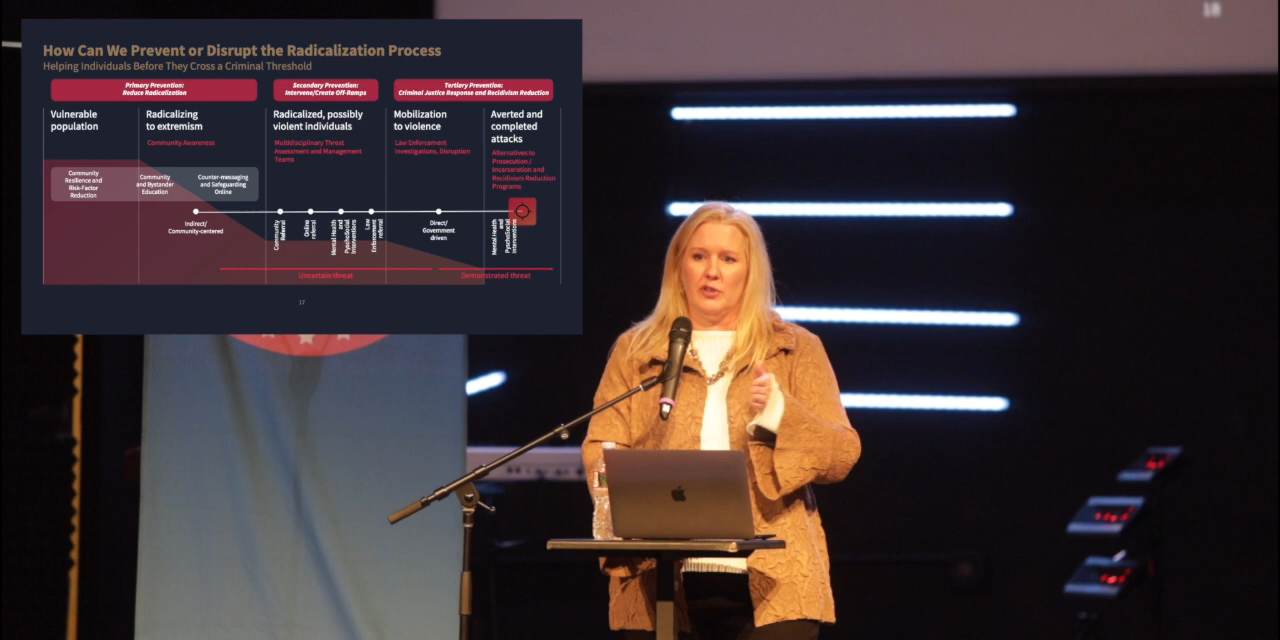 How Can We Prevent or Disrupt the Radicalization Process
Helping Individuals Before They Cross a Criminal Threshold
Primary Prevention:
Reduce Radicalization
Secondary Prevention:
Intervene/Create Off-Ramps
Tertiary Prevention:
Criminal Justice Response and Recidivism Reduction
Vulnerable
population
Radicalizing
to extremism
Community Awareness
Radicalized, possibly
violent individuals
Multidisciplinary Threat
Assessment and Management
Teams
Mobilization
to violence
Law Enforcement
Investigations, Disruption
Averted and
completed
attacks
Alternatives to
Prosecution /
Incarceration and
Recidivism Reduction
Programs
Community
Resilience and
Risk-Factor
Reduction
Community
and Bystander
Education
Counter-messaging
and Safeguarding
Online
Indirect/
Community-centered
Community
Referral
Online
referral
Mental Health
and
PyschoSocial
Interventions
Law
Enforcement
referral
Direct/
Government
driven
Mental Health
and
PyschoSocial
Interventions
Uncertain threat
Demonstrated threat
17
18